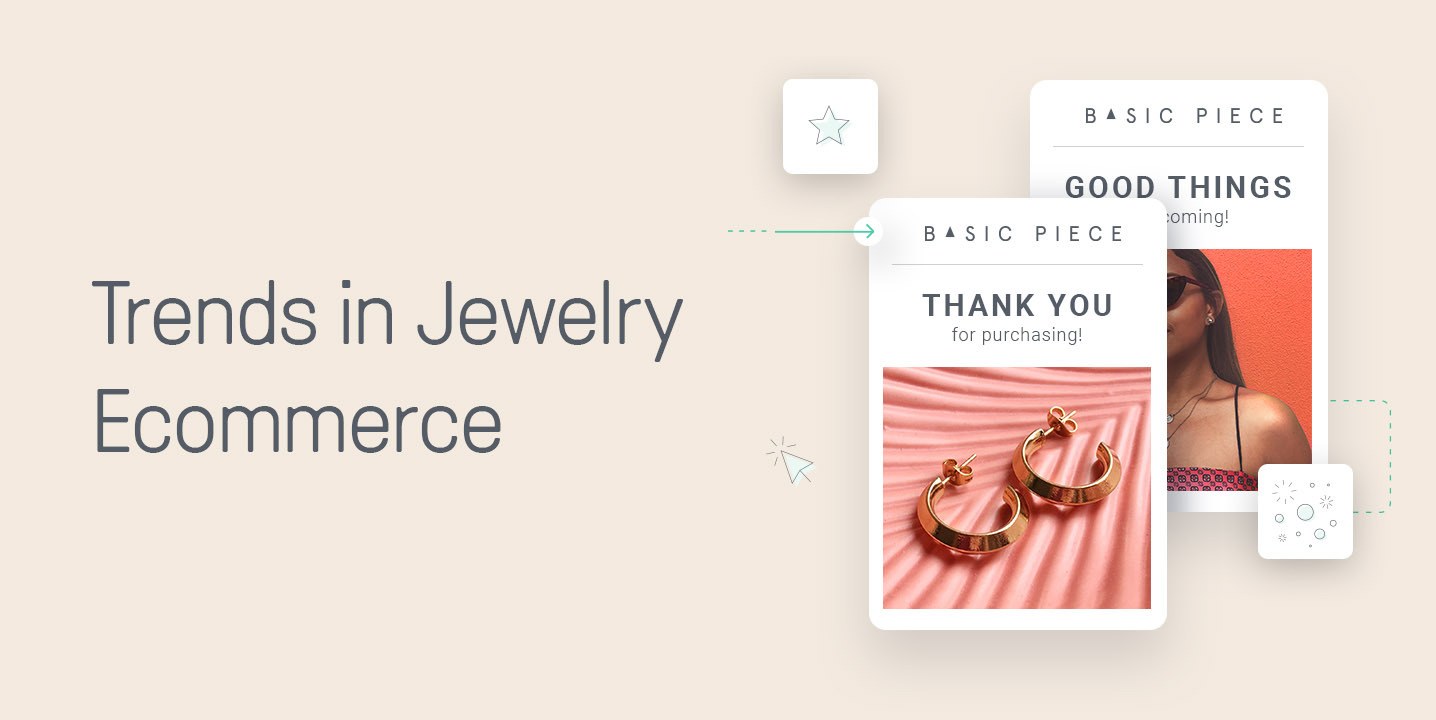 Trends in Jewelry
Ecommerce
BASIC PIECE
THANK YOU
for purchasing!
BASIC PIECE
GOOD THINGS
coming!